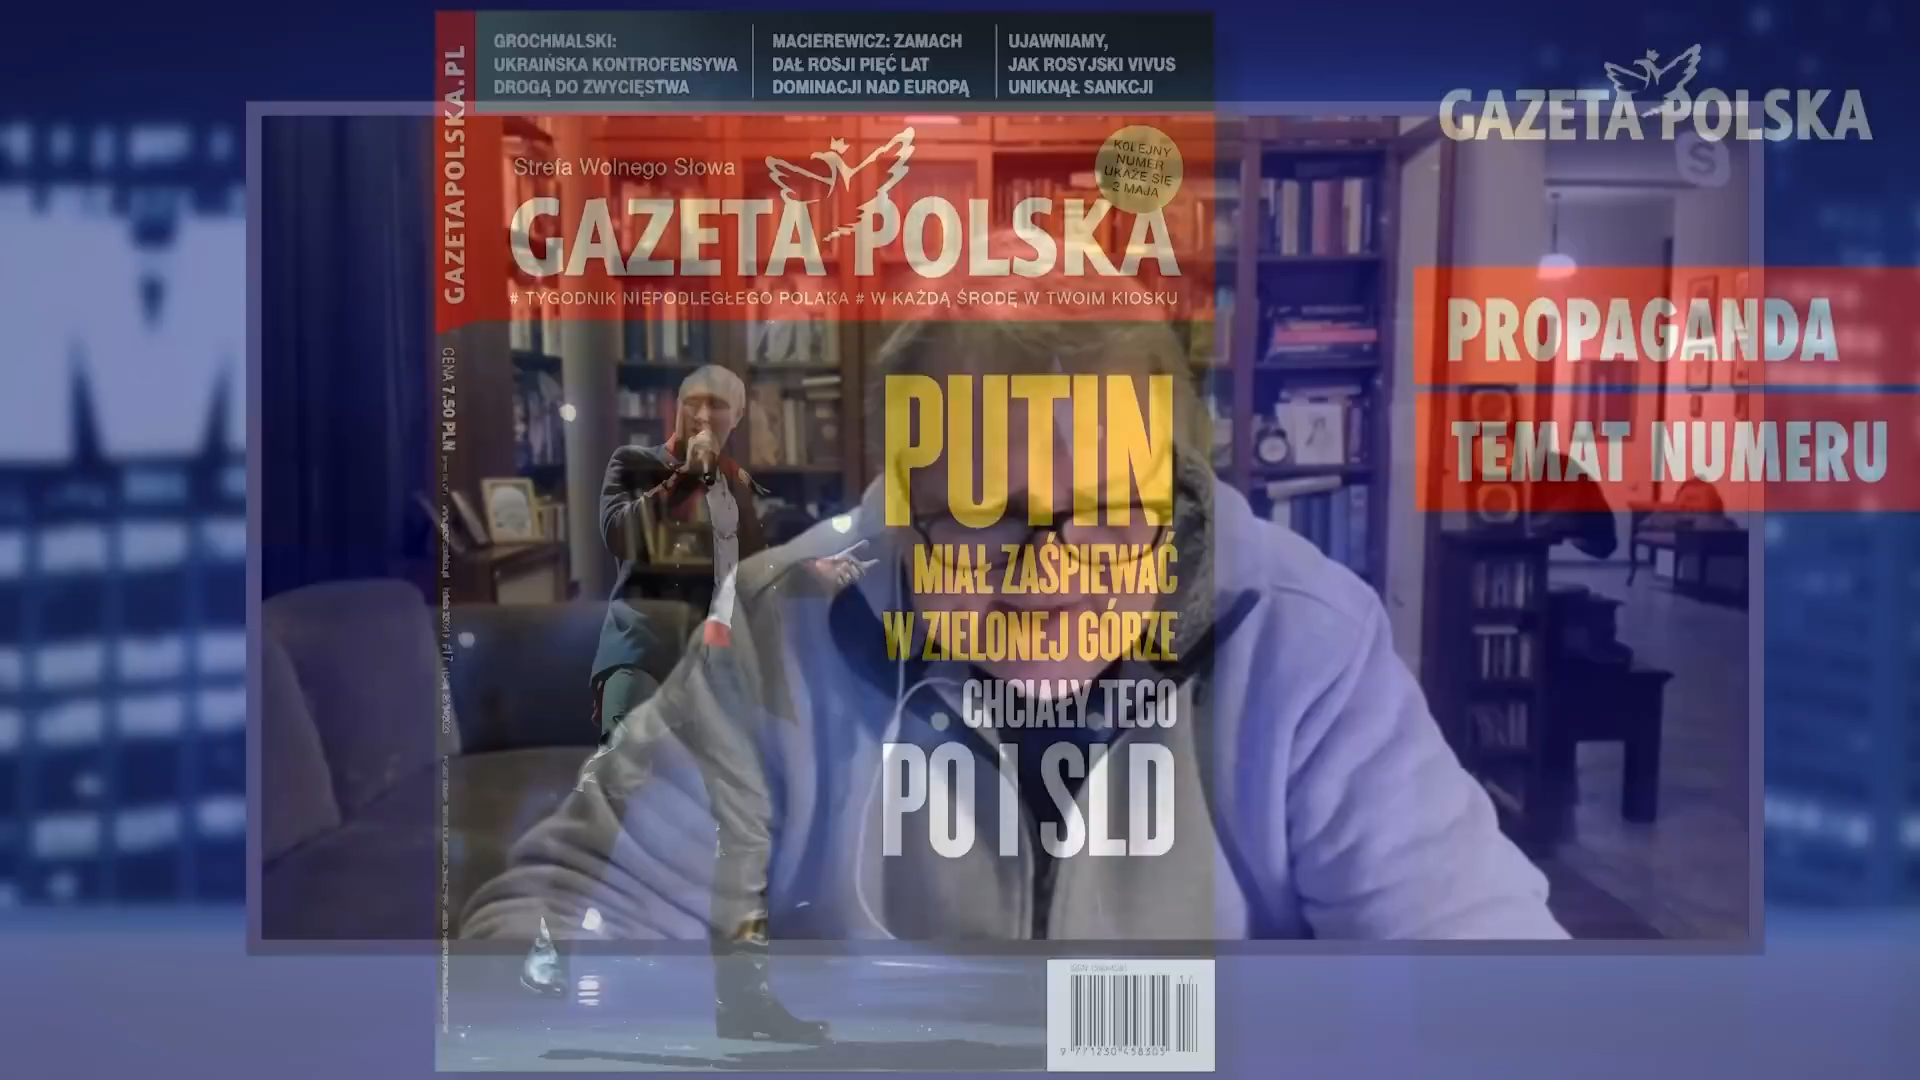 GROCHMALSKI:
UKRAIŃSKA KONTROFENSYWA
DROGĄ DO ZWYCIĘSTWA
MACIEREWICZ: ZAMACH
DAŁ ROSJI PIĘĆ LAT
DOMINACJI NAD EUROPĄ
UJAWNIAMY,
JAK ROSYJSKI VIVUS
UNIKNĄŁ SANKCJI
GAZETAPOLSKA.PL
Strefa Wolnego Słowa
KOLEJNY
NUMER
UKAŻE SIĘ
2 MAJA
GAZETA POLSKA
# TYGODNIK NIEPODLEGŁEGO POLAKA # W KAŻDĄ ŚRODĘ W TWOIM KIOSKU
CENA 7,50 PLN
PUTIN
MIAŁ ZAŚPIEWAĆ
W ZIELONEJ GÓRZE
CHCIAŁY TEGO
PO I SLD
GAZETA POLSKA
PROPAGANDA
TEMAT NUMERU